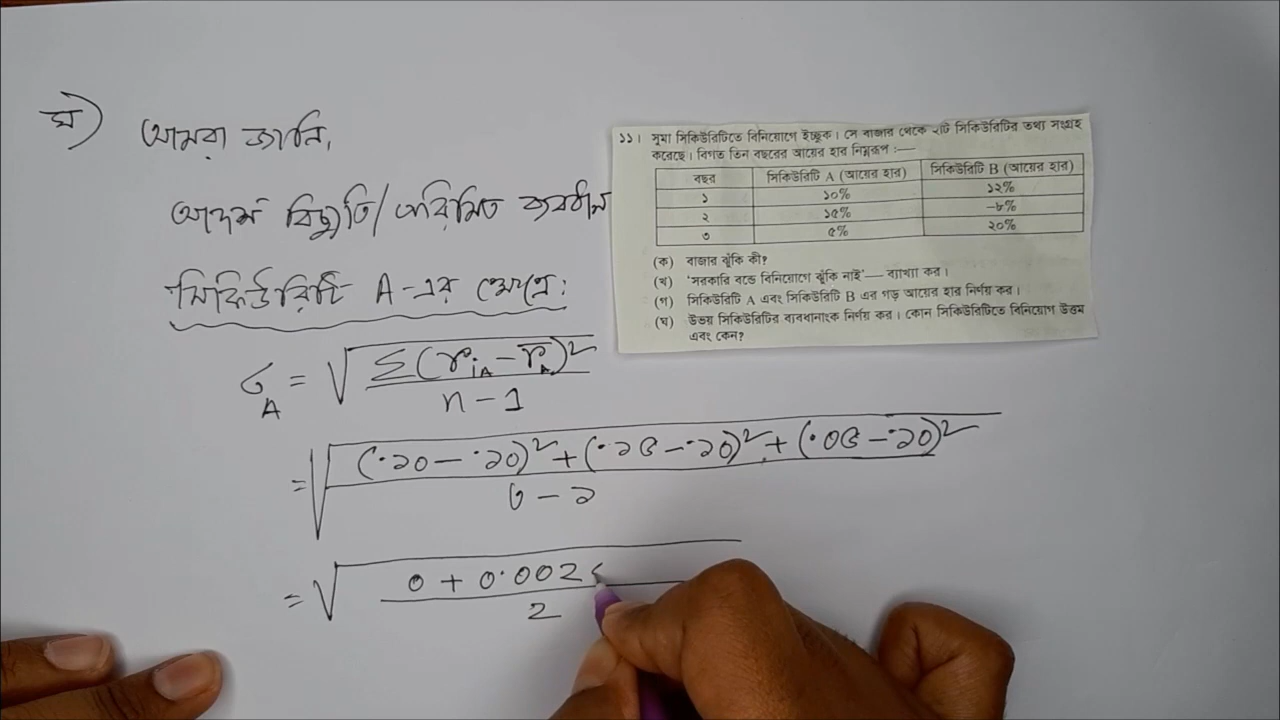 ঘ)
আমরা জানি,
আদর্শ বিচ্যুতি/পরিমিত ব্যবধান
সিকিউরিটি A-এর ক্ষেত্রে:
σA = √Σ(riA – r̅A)²
n – 1
= √(·১০ – ·১০)² + (·১৫ – ·১০)² + (·০৫ – ·১০)²
৩ – ১
= √0 + 0·002
2
১১। সুমা সিকিউরিটিতে বিনিয়োগে ইচ্ছুক। সে বাজার থেকে ২টি সিকিউরিটির তথ্য সংগ্রহ
করেছে। বিগত তিন বছরের আয়ের হার নিম্নরূপ :—
বছর সিকিউরিটি A (আয়ের হার) সিকিউরিটি B (আয়ের হার)
১ ১০% ১২%
২ ১৫% –৮%
৩ ৫% ২০%
(ক) বাজার ঝুঁকি কী?
(খ) 'সরকারি বন্ডে বিনিয়োগে ঝুঁকি নাই'— ব্যাখ্যা কর।
(গ) সিকিউরিটি A এবং সিকিউরিটি B এর গড় আয়ের হার নির্ণয় কর।
(ঘ) উভয় সিকিউরিটির ব্যবধানাংক নির্ণয় কর। কোন সিকিউরিটিতে বিনিয়োগ উত্তম
এবং কেন?